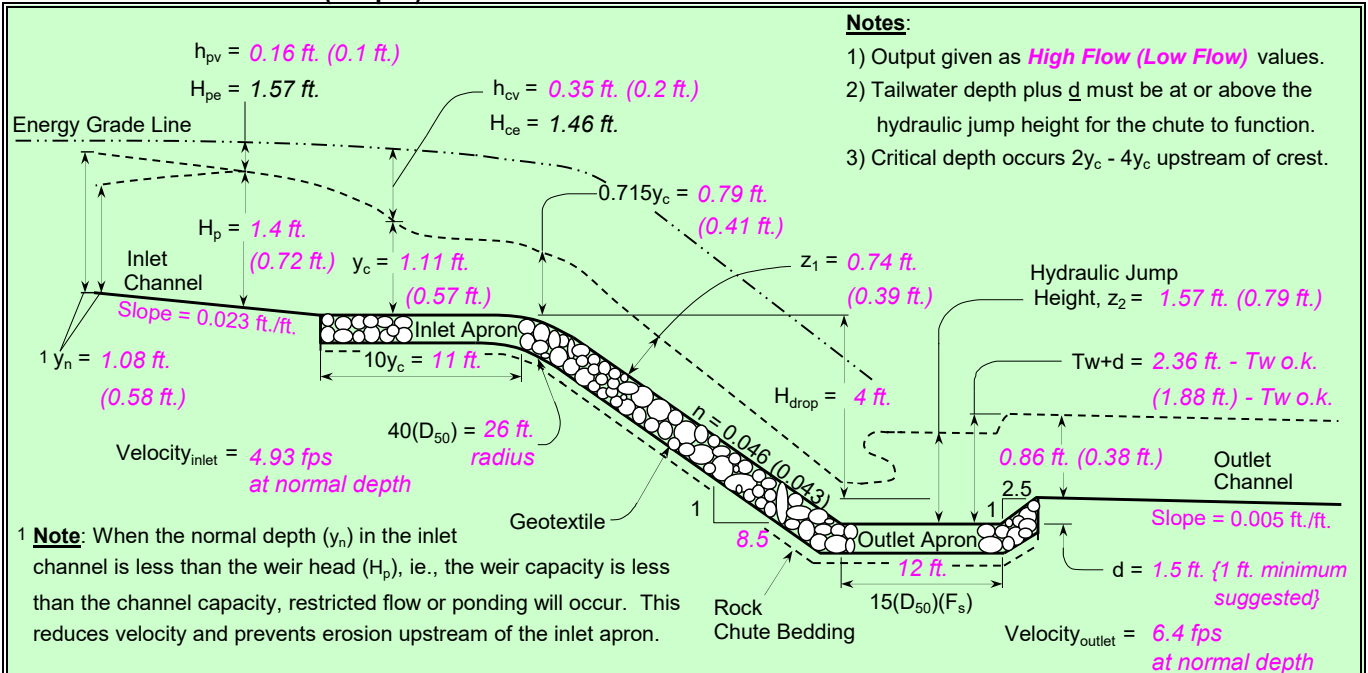 Notes:
1) Output given as High Flow (Low Flow) values.
2) Tailwater depth plus d must be at or above the
hydraulic jump height for the chute to function.
3) Critical depth occurs 2yc - 4yc upstream of crest.
hpv = 0.16 ft. (0.1 ft.)
Hpe = 1.57 ft.
hcv = 0.35 ft. (0.2 ft.)
Hce = 1.46 ft.
Energy Grade Line
0.715yc = 0.79 ft.
(0.41 ft.)
Hp = 1.4 ft.
(0.72 ft.)
yc = 1.11 ft.
(0.57 ft.)
z1 = 0.74 ft.
(0.39 ft.)
Hydraulic Jump
Height, z2 = 1.57 ft. (0.79 ft.)
Inlet
Channel
Slope = 0.023 ft./ft.
Inlet Apron
1 yn = 1.08 ft.
(0.58 ft.)
10yc = 11 ft.
Hdrop = 4 ft.
Tw+d = 2.36 ft. - Tw o.k.
(1.88 ft.) - Tw o.k.
n = 0.046 (0.043)
40(D50) = 26 ft.
radius
Velocityinlet = 4.93 fps
at normal depth
0.86 ft. (0.38 ft.)
Outlet
Channel
1
2.5
Slope = 0.005 ft./ft.
Geotextile
1
8.5
Outlet Apron
12 ft.
15(D50)(Fs)
d = 1.5 ft. {1 ft. minimum
suggested}
Rock
Chute Bedding
Velocityoutlet = 6.4 fps
at normal depth
1 Note: When the normal depth (yn) in the inlet
channel is less than the weir head (Hp), ie., the weir capacity is less
than the channel capacity, restricted flow or ponding will occur. This
reduces velocity and prevents erosion upstream of the inlet apron.